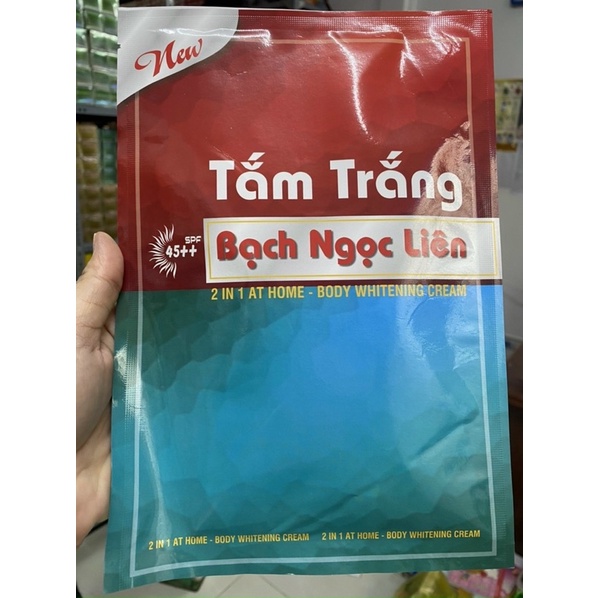 New
Tắm Trắng
SPF
45++
Bạch Ngọc Liên
2 IN 1 AT HOME - BODY WHITENING CREAM
2 IN 1 AT HOME - BODY WHITENING CREAM 2 IN 1 AT HOME - BODY WHITENING CREAM